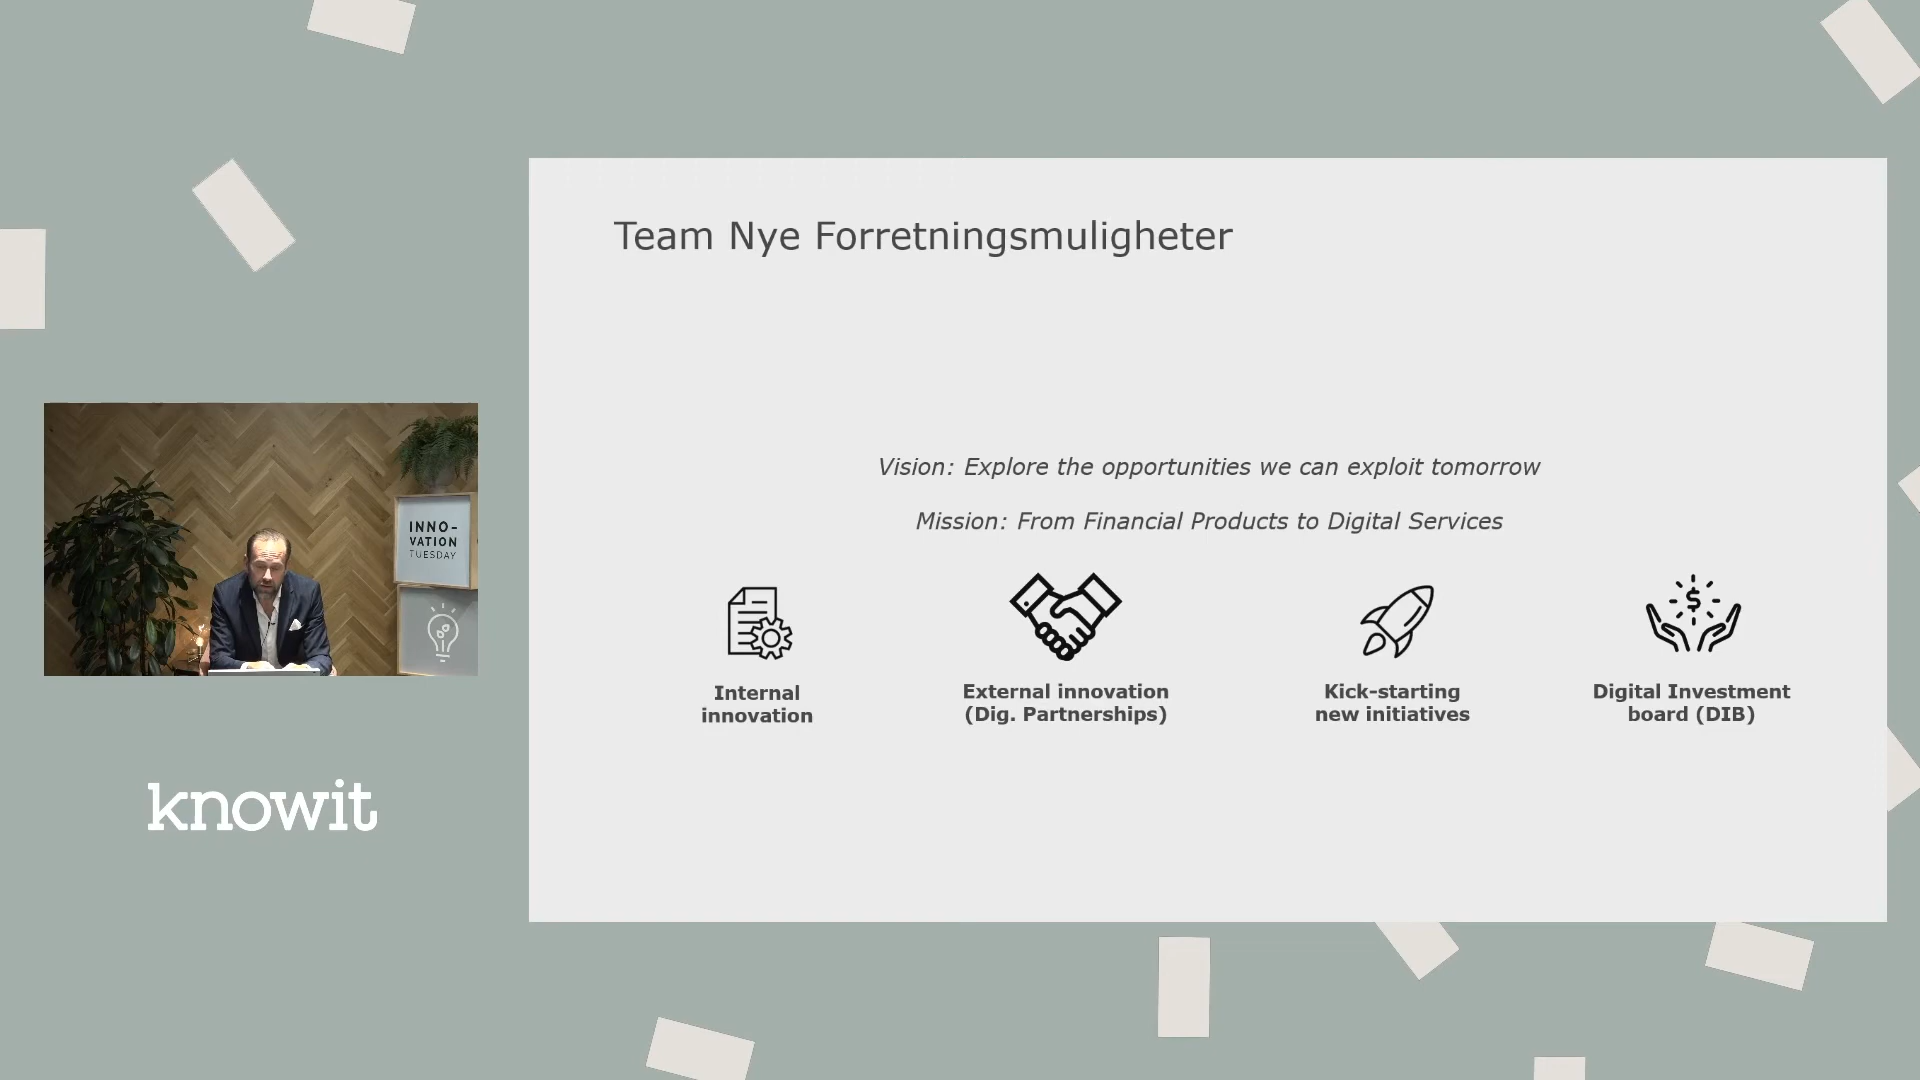 Team Nye Forretningsmuligheter
Vision: Explore the opportunities we can exploit tomorrow
Mission: From Financial Products to Digital Services
Internal
innovation
External innovation
(Dig. Partnerships)
Kick-starting
new initiatives
Digital Investment
board (DIB)
INNO-
VATION
TUESDAY
knowit